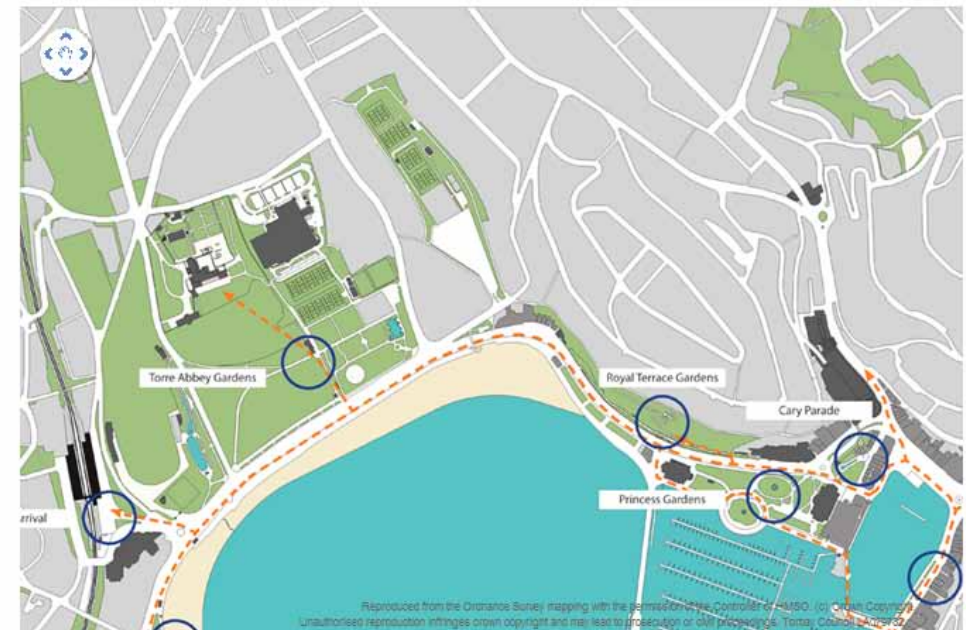 Torre Abbey Gardens
Royal Terrace Gardens
Cary Parade
Princess Gardens
rrival
Reproduced from the Ordnance Survey mapping with the permission of the Controller of HMSO. (c) Crown Copyright.
Unauthorised reproduction infringes crown copyright and may lead to prosecution or civil proceedings. Torbay Council